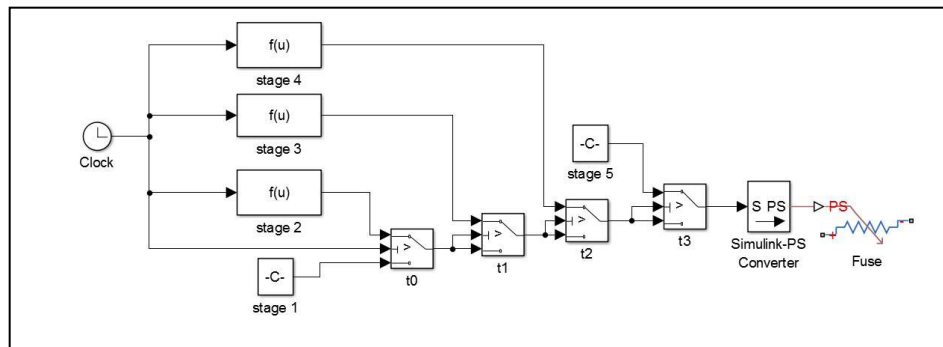 f(u)
stage 4
f(u)
stage 3
Clock
f(u)
stage 2
-C-
stage 1
>
t0
>
t1
>
t2
-C-
stage 5
>
t3
S PS
Simulink-PS
Converter
PS
+
-
Fuse